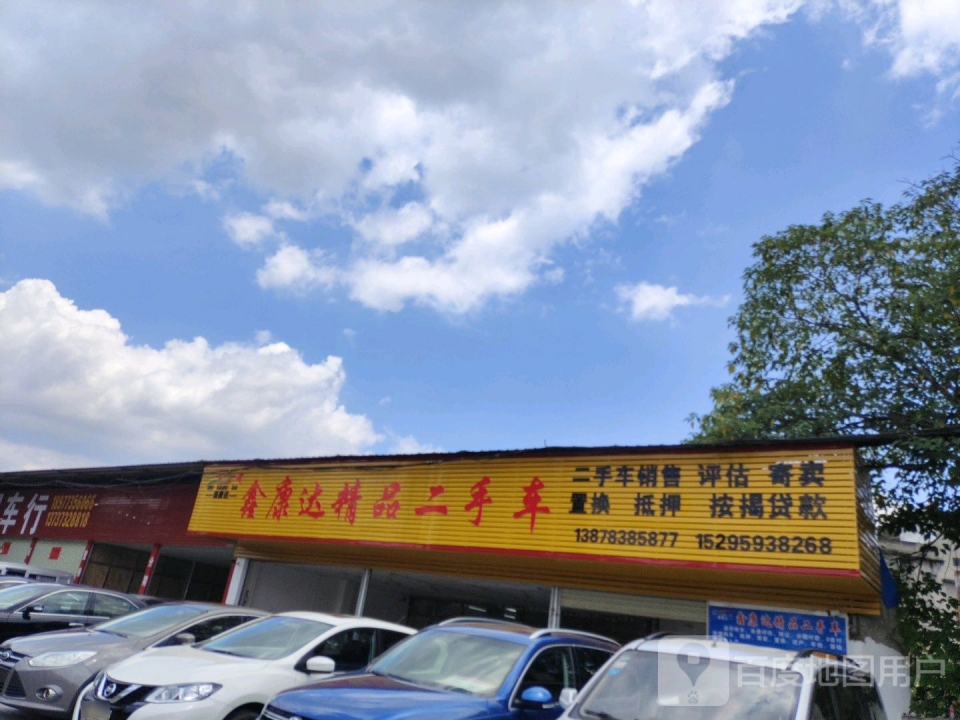 车行
13737326818
鑫康达精品二手车
二手车销售 评估 寄卖
置换 抵押 按揭贷款
13878385877 15295938268
鑫康达精品二手车
百度地图用户